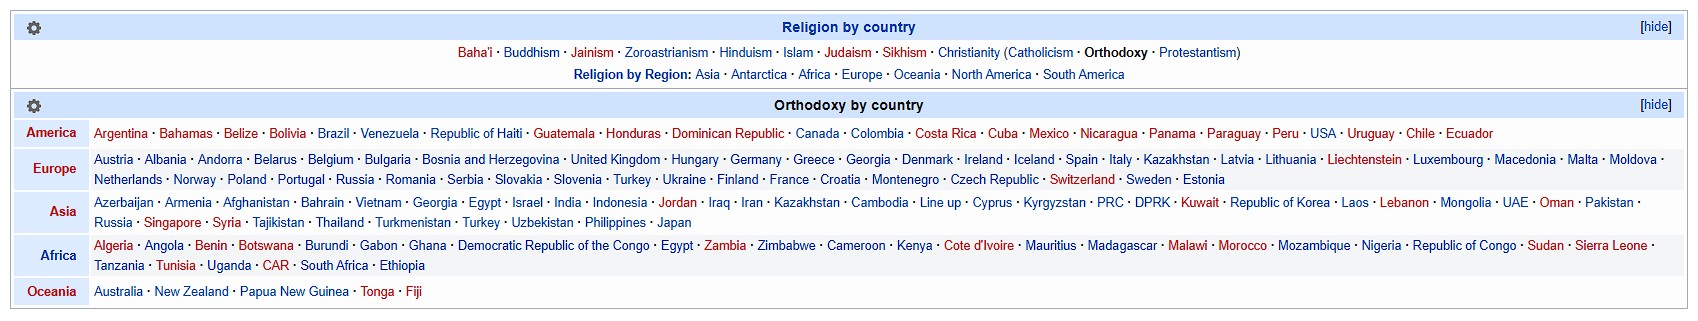 Religion by country [hide]
Baha'i · Buddhism · Jainism · Zoroastrianism · Hinduism · Islam · Judaism · Sikhism · Christianity (Catholicism · Orthodoxy · Protestantism)
Religion by Region: Asia · Antarctica · Africa · Europe · Oceania · North America · South America
Orthodoxy by country [hide]
America Argentina · Bahamas · Belize · Bolivia · Brazil · Venezuela · Republic of Haiti · Guatemala · Honduras · Dominican Republic · Canada · Colombia · Costa Rica · Cuba · Mexico · Nicaragua · Panama · Paraguay · Peru · USA · Uruguay · Chile · Ecuador
Europe Austria · Albania · Andorra · Belarus · Belgium · Bulgaria · Bosnia and Herzegovina · United Kingdom · Hungary · Germany · Greece · Georgia · Denmark · Ireland · Iceland · Spain · Italy · Kazakhstan · Latvia · Lithuania · Liechtenstein · Luxembourg · Macedonia · Malta · Moldova ·
Netherlands · Norway · Poland · Portugal · Russia · Romania · Serbia · Slovakia · Slovenia · Turkey · Ukraine · Finland · France · Croatia · Montenegro · Czech Republic · Switzerland · Sweden · Estonia
Asia Azerbaijan · Armenia · Afghanistan · Bahrain · Vietnam · Georgia · Egypt · Israel · India · Indonesia · Jordan · Iraq · Iran · Kazakhstan · Cambodia · Line up · Cyprus · Kyrgyzstan · PRC · DPRK · Kuwait · Republic of Korea · Laos · Lebanon · Mongolia · UAE · Oman · Pakistan ·
Russia · Singapore · Syria · Tajikistan · Thailand · Turkmenistan · Turkey · Uzbekistan · Philippines · Japan
Africa Algeria · Angola · Benin · Botswana · Burundi · Gabon · Ghana · Democratic Republic of the Congo · Egypt · Zambia · Zimbabwe · Cameroon · Kenya · Cote d'Ivoire · Mauritius · Madagascar · Malawi · Morocco · Mozambique · Nigeria · Republic of Congo · Sudan · Sierra Leone ·
Tanzania · Tunisia · Uganda · CAR · South Africa · Ethiopia
Oceania Australia · New Zealand · Papua New Guinea · Tonga · Fiji